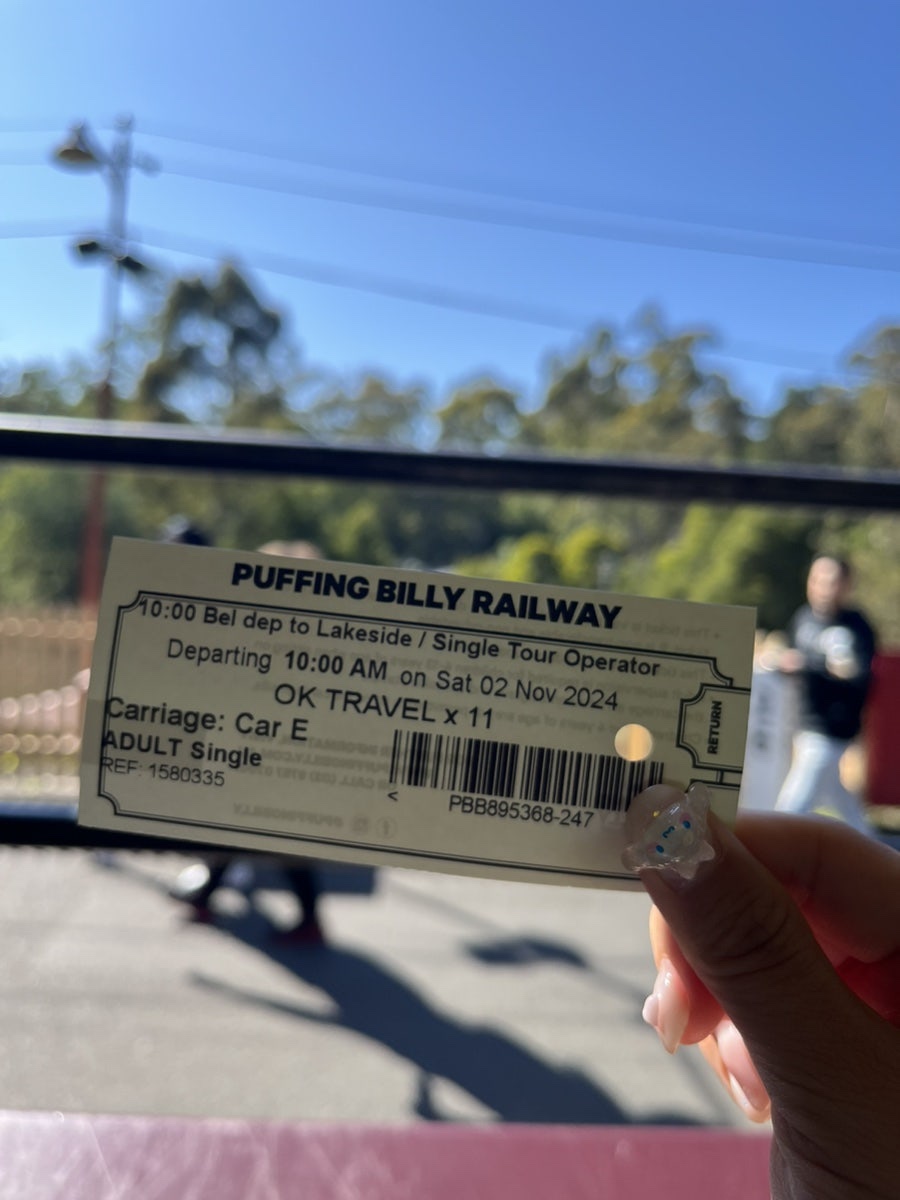 PUFFING BILLY RAILWAY
10:00 Bel dep to Lakeside / Single Tour Operator
Departing 10:00 AM on Sat 02 Nov 2024
OK TRAVEL x 11
Carriage: Car E
ADULT Single
REF: 1580335
<
PBB895368-247
RETURN